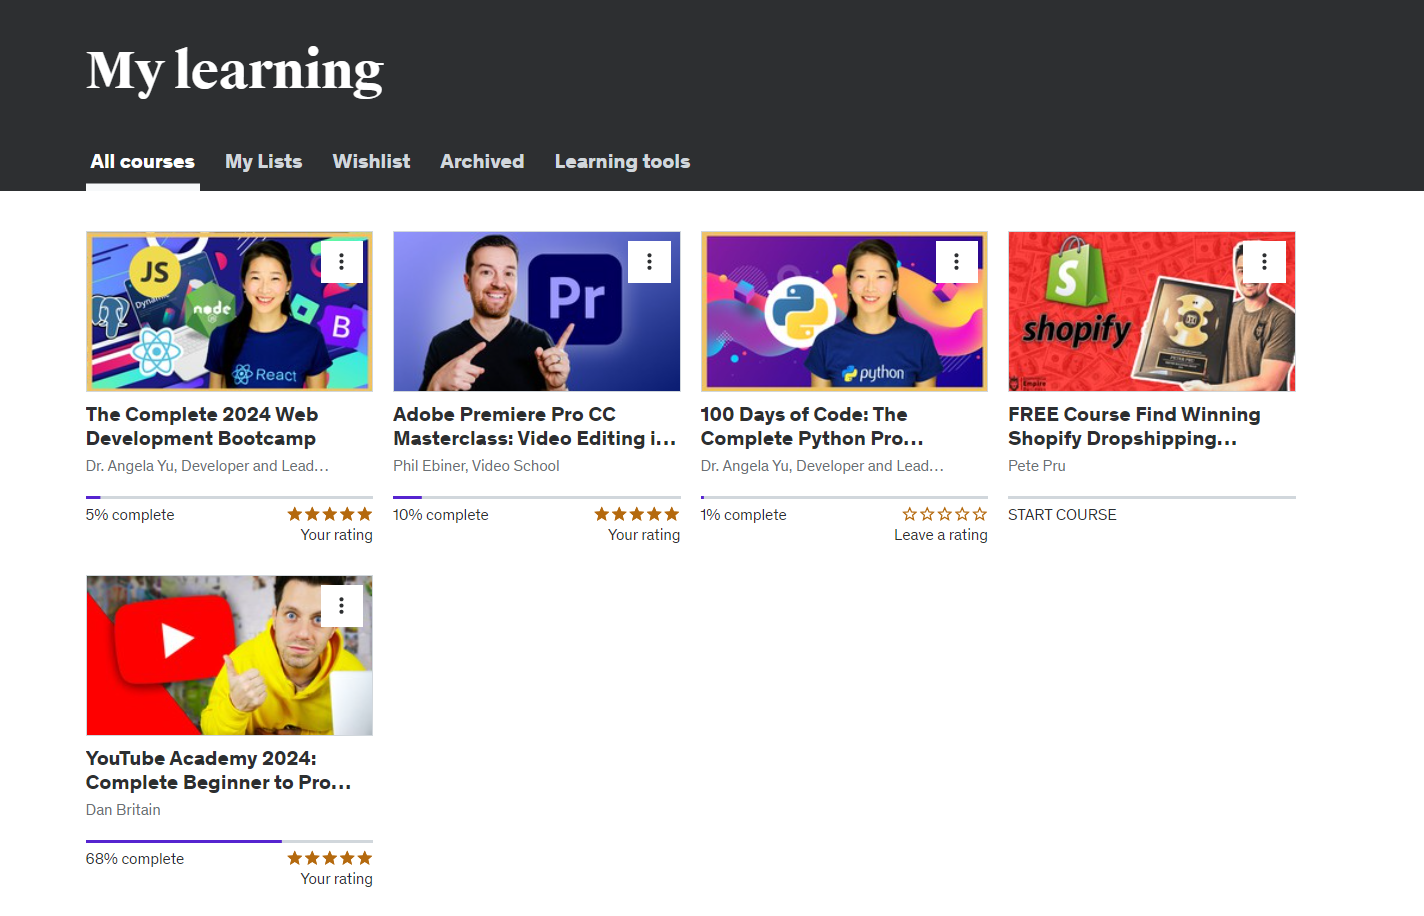 My learning
All courses
My Lists
Wishlist
Archived
Learning tools
JS
Dynamic
node
B
React
The Complete 2024 Web
Development Bootcamp
Dr. Angela Yu, Developer and Lead…
5% complete
Your rating
Pr
Adobe Premiere Pro CC
Masterclass: Video Editing i…
Phil Ebiner, Video School
10% complete
Your rating
python
100 Days of Code: The
Complete Python Pro…
Dr. Angela Yu, Developer and Lead…
1% complete
Leave a rating
S
shopify
Empire
FREE Course Find Winning
Shopify Dropshipping…
Pete Pru
START COURSE
YouTube Academy 2024:
Complete Beginner to Pro…
Dan Britain
68% complete
Your rating